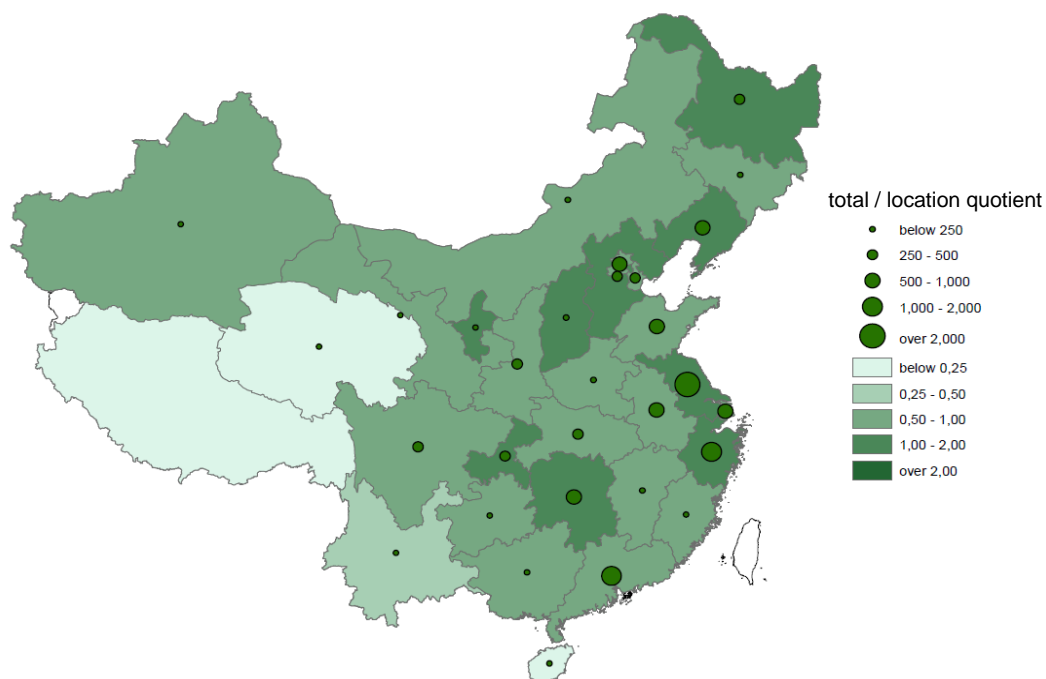 total / location quotient
below 250
250 - 500
500 - 1,000
1,000 - 2,000
over 2,000
below 0,25
0,25 - 0,50
0,50 - 1,00
1,00 - 2,00
over 2,00